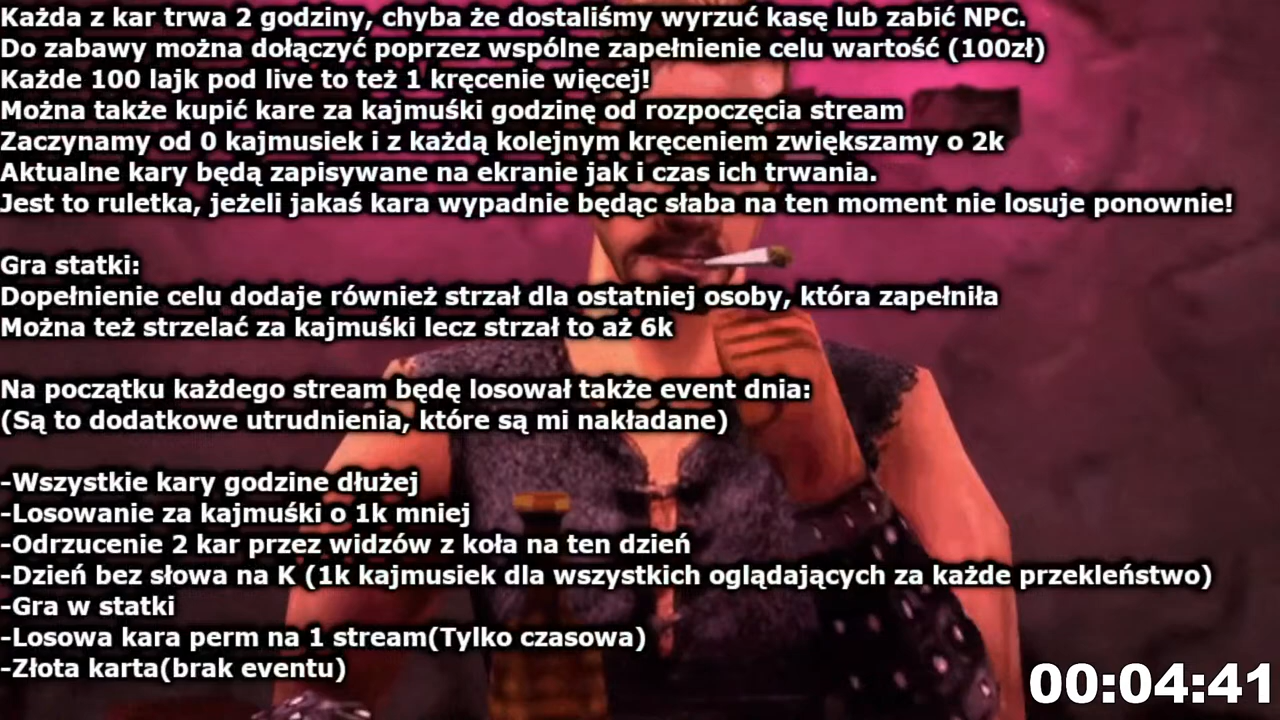 Każda z kar trwa 2 godziny, chyba że dostaliśmy wyrzuć kasę lub zabić NPC.
Do zabawy można dołączyć poprzez wspólne zapełnienie celu wartość (100zł)
Każde 100 lajk pod live to też 1 kręcenie więcej!
Można także kupić kare za kajmuśki godzinę od rozpoczęcia stream
Zaczynamy od 0 kajmusiek i z każdą kolejnym kręceniem zwiększamy o 2k
Aktualne kary będą zapisywane na ekranie jak i czas ich trwania.
Jest to ruletka, jeżeli jakaś kara wypadnie będąc słaba na ten moment nie losuje ponownie!
Gra statki:
Dopełnienie celu dodaje również strzał dla ostatniej osoby, która zapełniła
Można też strzelać za kajmuśki lecz strzał to aż 6k
Na początku każdego stream będę losował także event dnia:
(Są to dodatkowe utrudnienia, które są mi nakładane)
-Wszystkie kary godzine dłużej
-Losowanie za kajmuśki o 1k mniej
-Odrzucenie 2 kar przez widzów z koła na ten dzień
-Dzień bez słowa na K (1k kajmusiek dla wszystkich oglądających za każde przekleństwo)
-Gra w statki
-Losowa kara perm na 1 stream(Tylko czasowa)
-Złota karta(brak eventu)
00:04:41